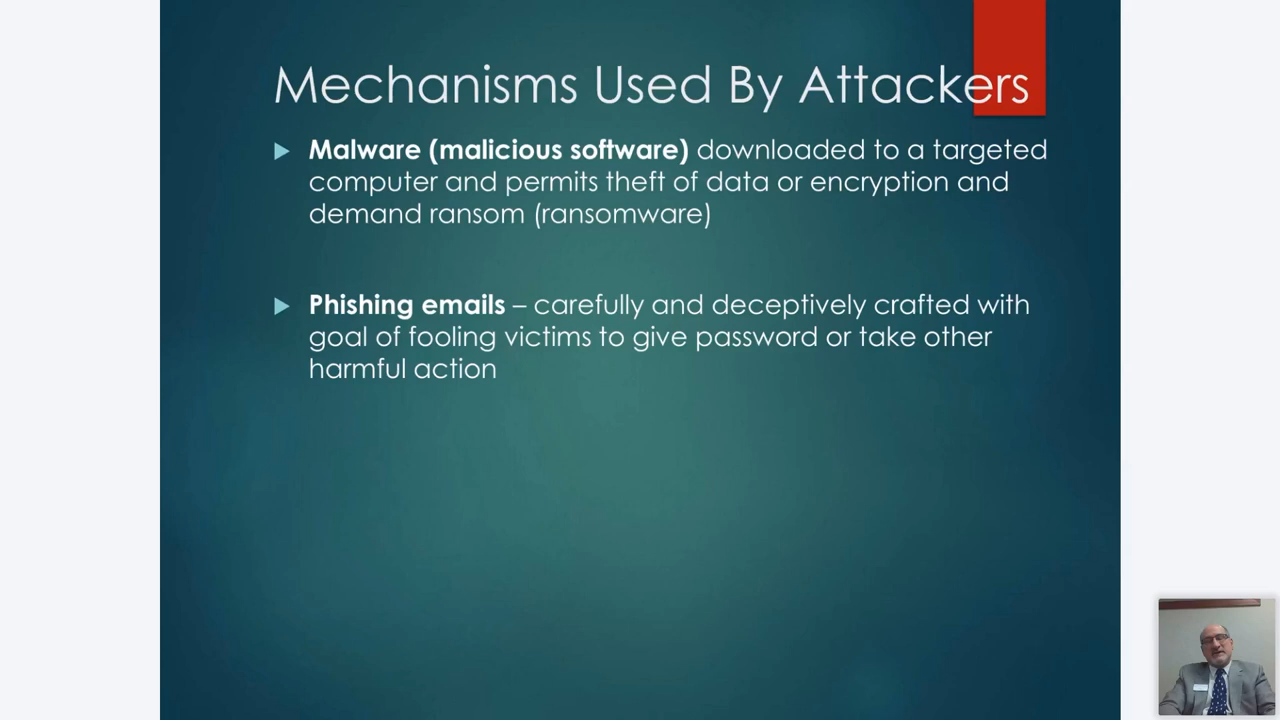 Mechanisms Used By Attackers
Malware (malicious software) downloaded to a targeted
computer and permits theft of data or encryption and
demand ransom (ransomware)
Phishing emails – carefully and deceptively crafted with
goal of fooling victims to give password or take other
harmful action